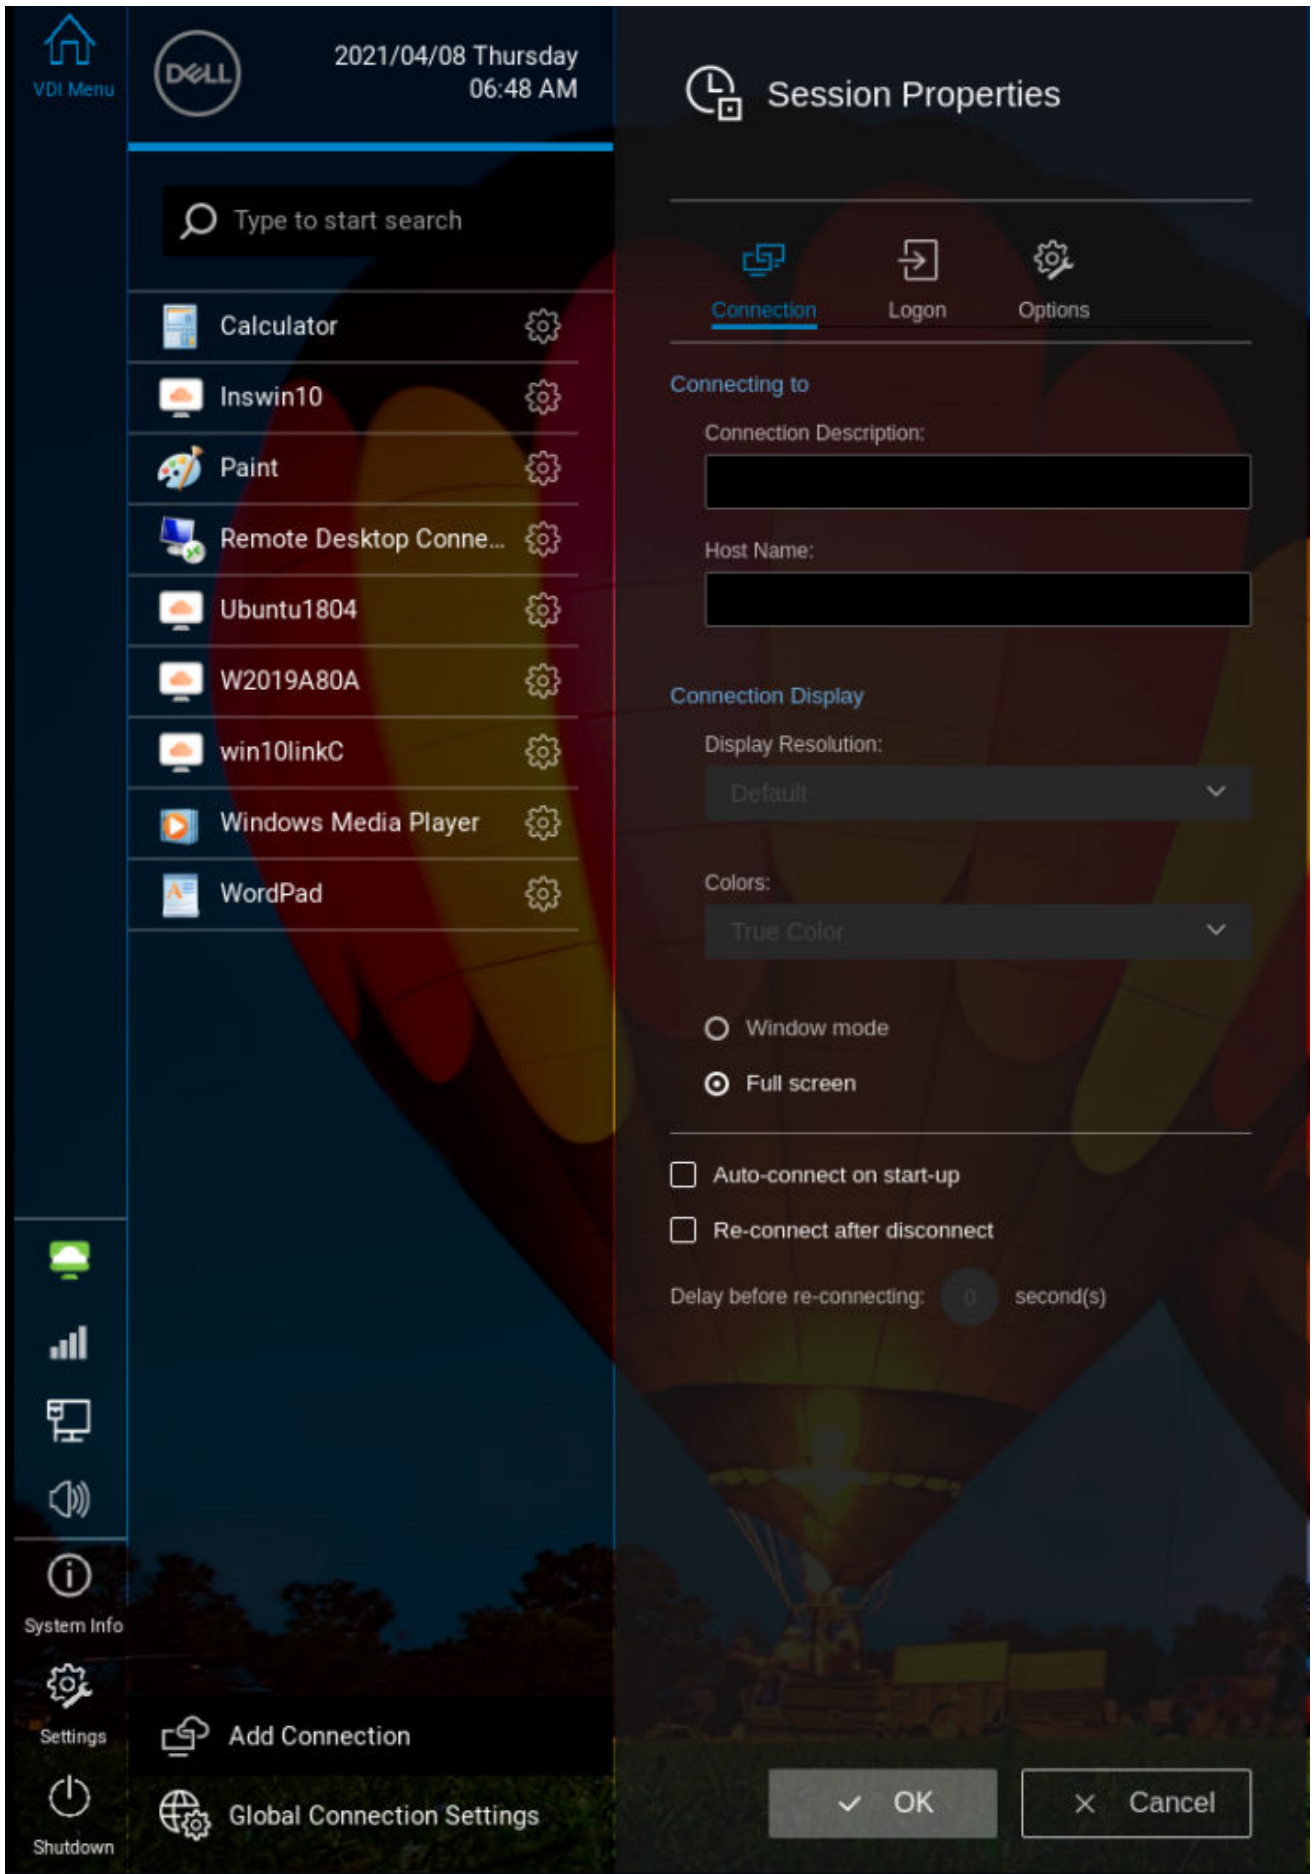 VDI Menu
DELL
2021/04/08 Thursday
06:48 AM
Type to start search
Calculator
Inswin10
Paint
Remote Desktop Conne...
Ubuntu1804
W2019A80A
win10linkC
Windows Media Player
WordPad
System Info
Settings
Shutdown
Add Connection
Global Connection Settings
Session Properties
Connection
Logon
Options
Connecting to
Connection Description:
Host Name:
Connection Display
Display Resolution:
Default
Colors:
True Color
Window mode
Full screen
Auto-connect on start-up
Re-connect after disconnect
Delay before re-connecting: 0 second(s)
OK
Cancel